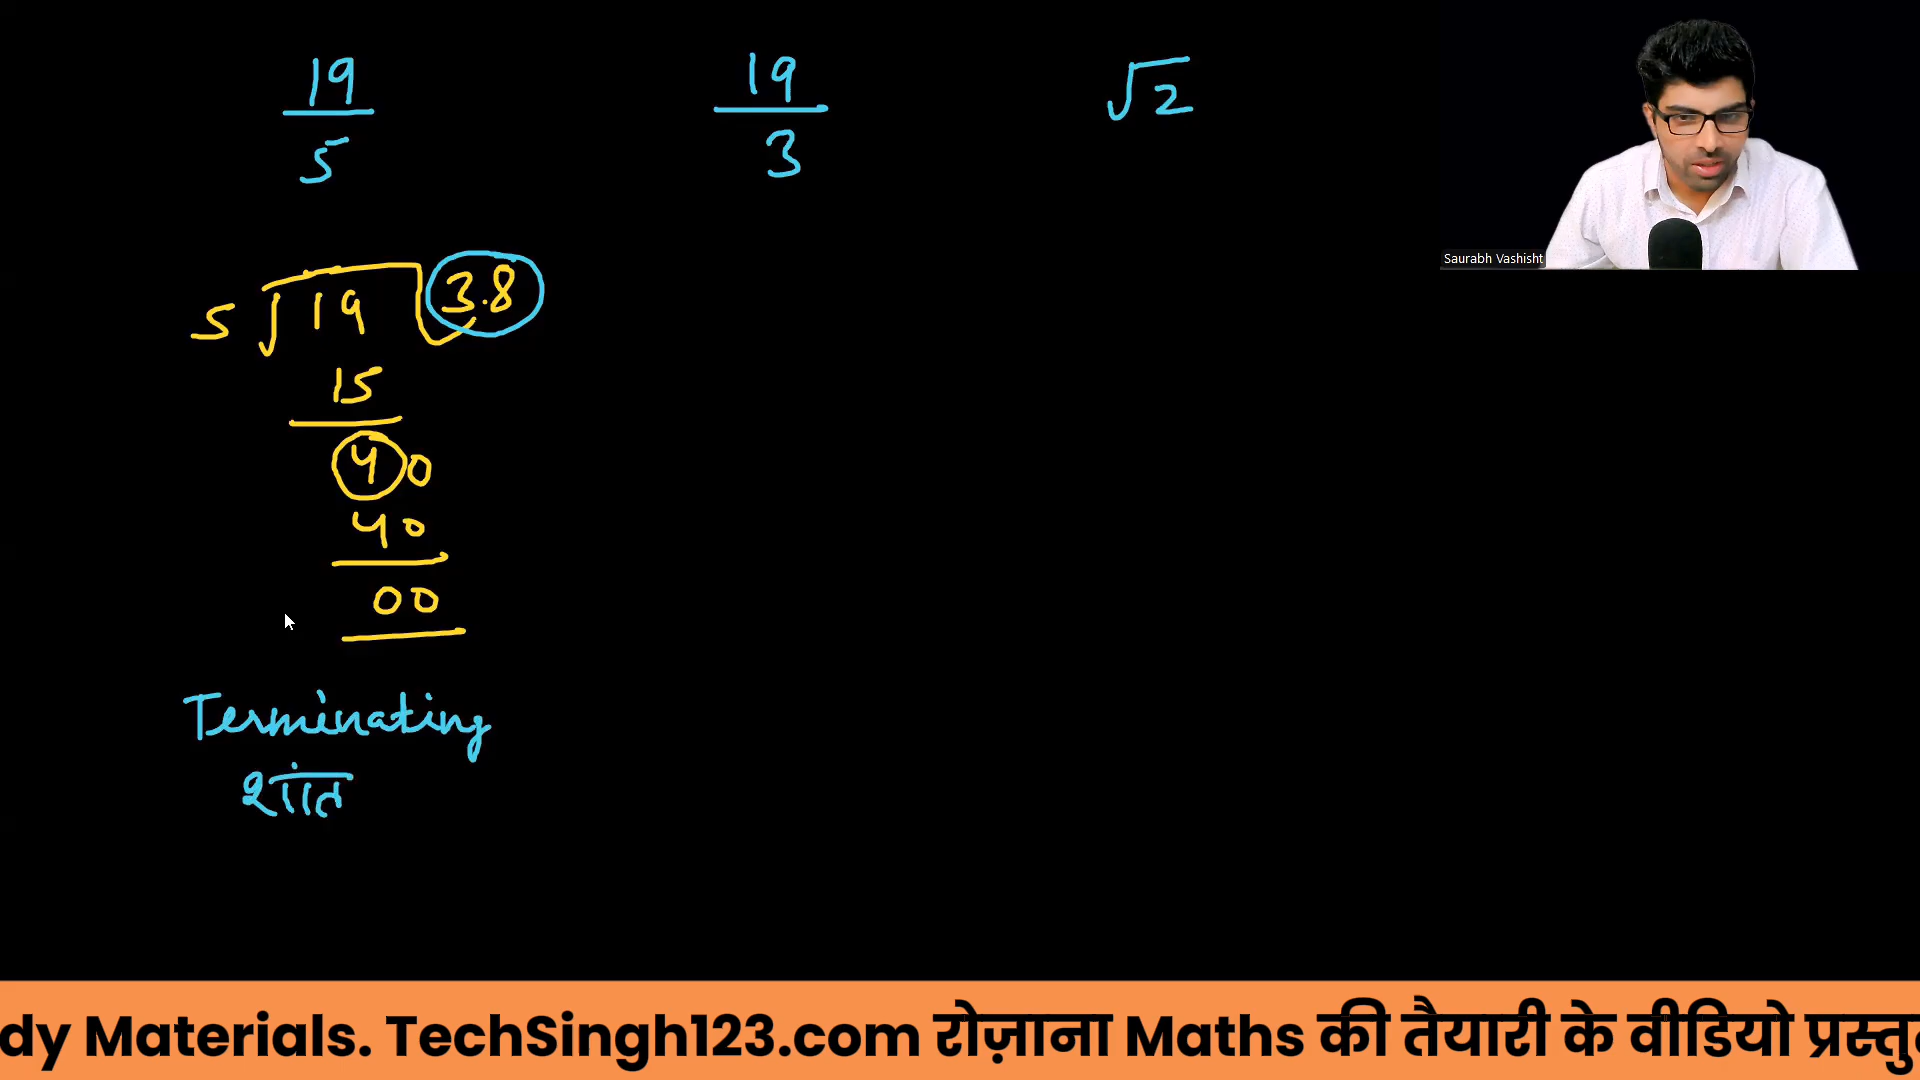 19/5
19/3
√2
Saurabh Vashisht
5 19 3.8
15
40
40
00
Terminating
शांत
dy Materials. TechSingh123.com रोज़ाना Maths की तैयारी के वीडियो प्रस्तुत